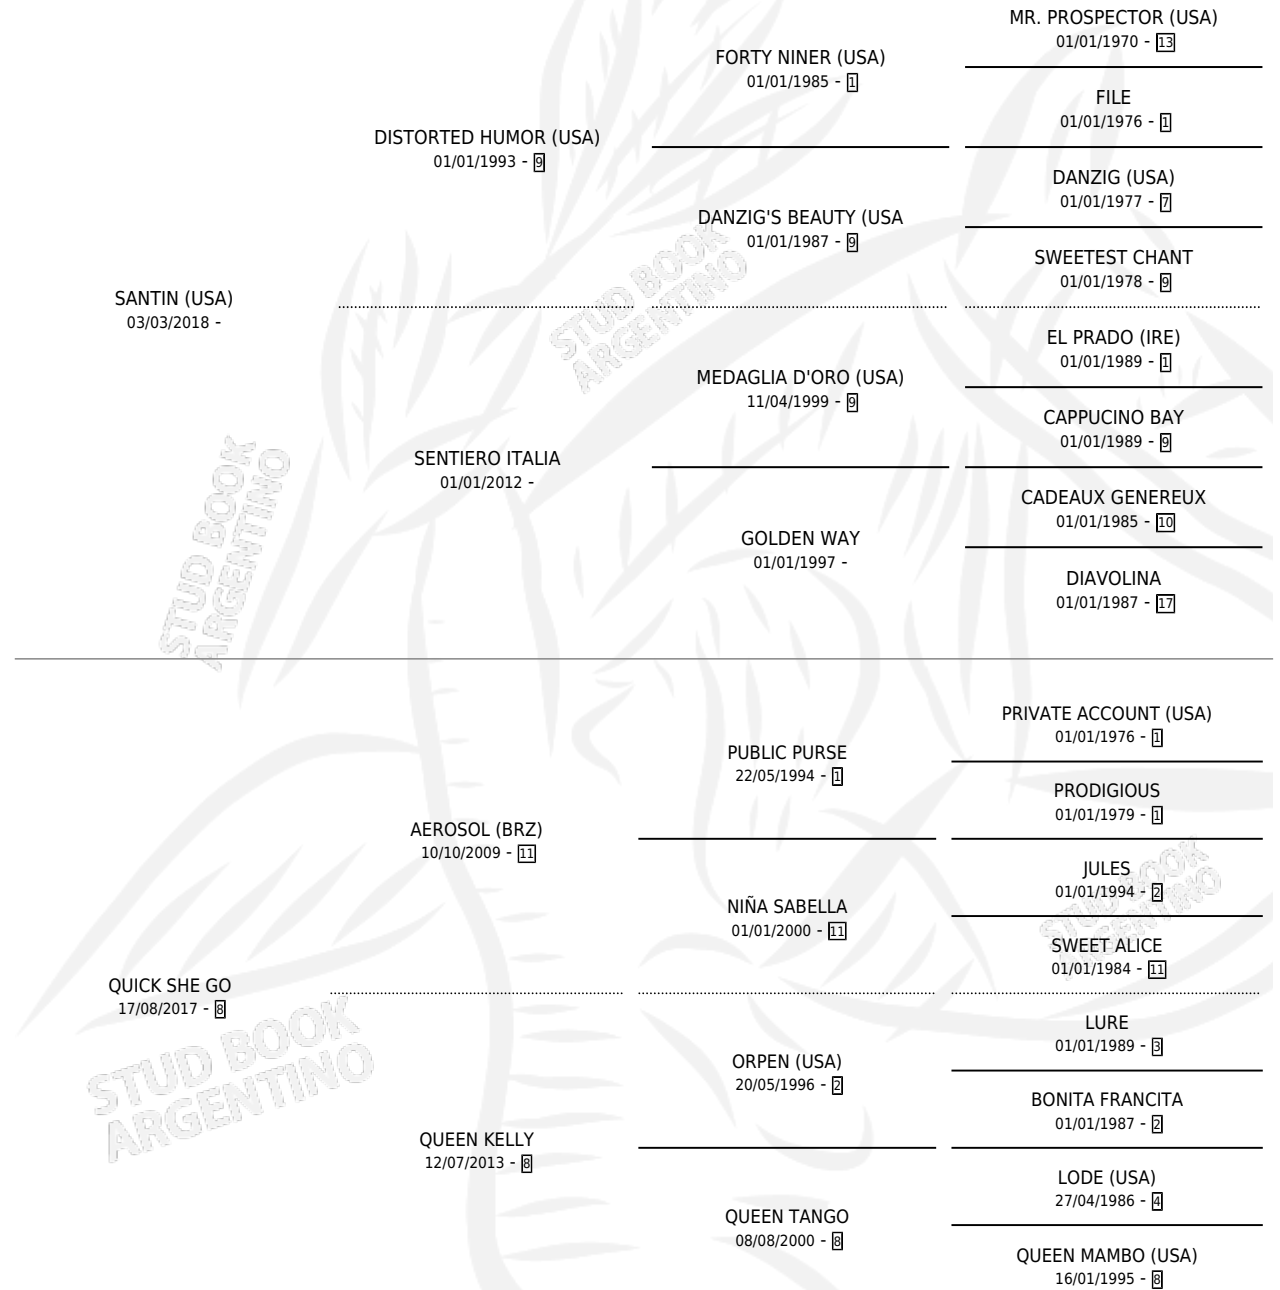 MR. PROSPECTOR (USA)
01/01/1970 - 13
FORTY NINER (USA)
01/01/1985 - 1
FILE
01/01/1976 - 1
DISTORTED HUMOR (USA)
01/01/1993 - 9
DANZIG (USA)
01/01/1977 - 7
DANZIG'S BEAUTY (USA
01/01/1987 - 9
SWEETEST CHANT
01/01/1978 - 9
SANTIN (USA)
03/03/2018 -
EL PRADO (IRE)
01/01/1989 - 1
MEDAGLIA D'ORO (USA)
11/04/1999 - 9
CAPPUCINO BAY
01/01/1989 - 9
SENTIERO ITALIA
01/01/2012 -
CADEAUX GENEREUX
01/01/1985 - 10
GOLDEN WAY
01/01/1997 -
DIAVOLINA
01/01/1987 - 17
PRIVATE ACCOUNT (USA)
01/01/1976 - 1
PUBLIC PURSE
22/05/1994 - 1
PRODIGIOUS
01/01/1979 - 1
AEROSOL (BRZ)
10/10/2009 - 11
JULES
01/01/1994 - 2
NIÑA SABELLA
01/01/2000 - 11
SWEET ALICE
01/01/1984 - 11
QUICK SHE GO
17/08/2017 - 8
LURE
01/01/1989 - 3
ORPEN (USA)
20/05/1996 - 2
BONITA FRANCITA
01/01/1987 - 2
QUEEN KELLY
12/07/2013 - 8
LODE (USA)
27/04/1986 - 4
QUEEN TANGO
08/08/2000 - 8
QUEEN MAMBO (USA)
16/01/1995 - 8
STUD BOOK
ARGENTINO
STUD BOOK
ARGENTINO
STUD BOOK
ARGENTINO
STUD BOOK
ARGENTINO